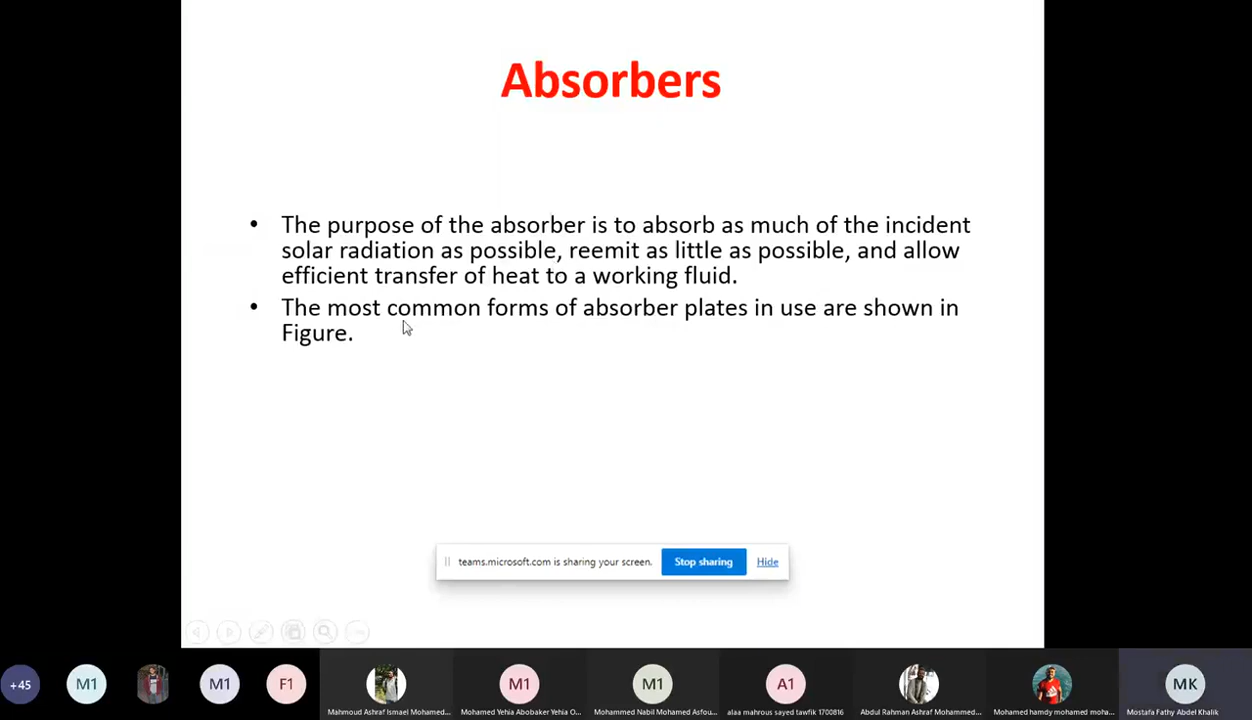 Absorbers
• The purpose of the absorber is to absorb as much of the incident
solar radiation as possible, reemit as little as possible, and allow
efficient transfer of heat to a working fluid.
• The most common forms of absorber plates in use are shown in
Figure.
teams.microsoft.com is sharing your screen. Stop sharing Hide
+45 M1 M1 F1 M1 M1 A1 MK
Mahmoud Ashraf Ismael Mohamed... Mohamed Yehia Abobaker Yehia O... Mohammed Nabil Mohamed Asfou... alaa mahrous sayed tawfik 1700816 Abdul Rahman Ashraf Mohammed... Mohamed hamdy mohamed moha... Mostafa Fathy Abdel Khalik